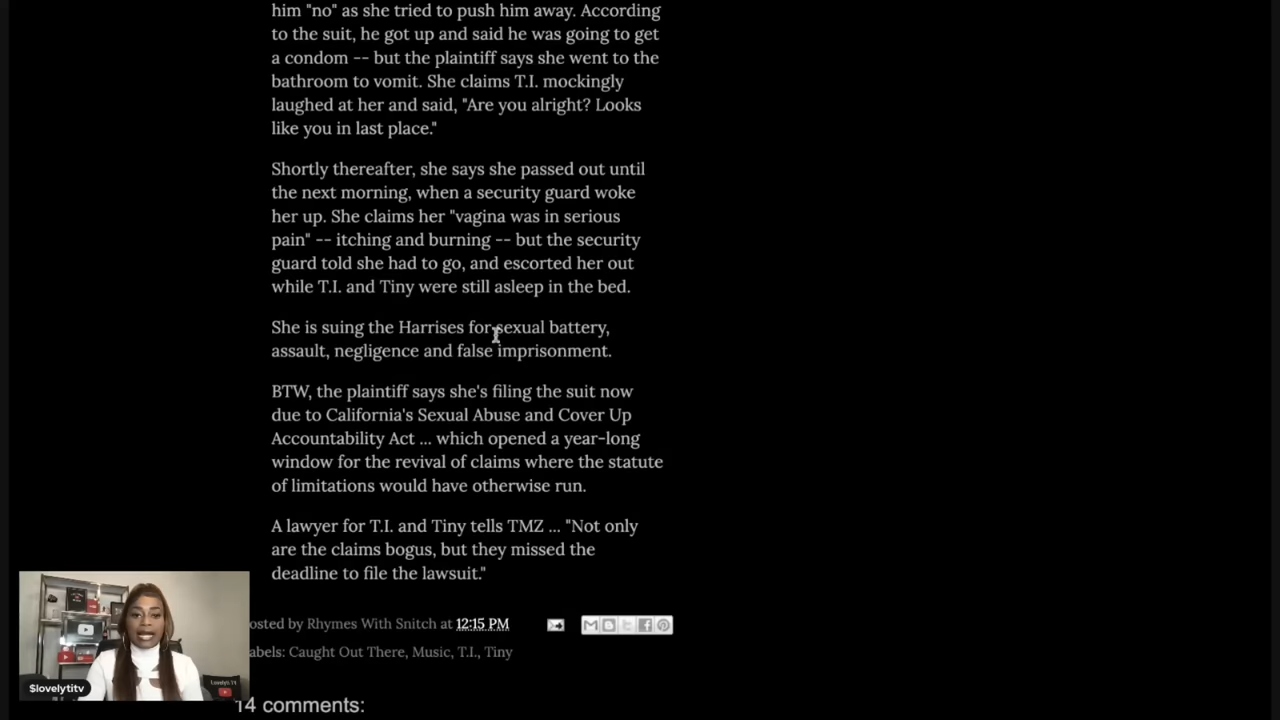 him "no" as she tried to push him away. According
to the suit, he got up and said he was going to get
a condom -- but the plaintiff says she went to the
bathroom to vomit. She claims T.I. mockingly
laughed at her and said, "Are you alright? Looks
like you in last place."
Shortly thereafter, she says she passed out until
the next morning, when a security guard woke
her up. She claims her "vagina was in serious
pain" -- itching and burning -- but the security
guard told she had to go, and escorted her out
while T.I. and Tiny were still asleep in the bed.
She is suing the Harrises for sexual battery,
assault, negligence and false imprisonment.
BTW, the plaintiff says she's filing the suit now
due to California's Sexual Abuse and Cover Up
Accountability Act ... which opened a year-long
window for the revival of claims where the statute
of limitations would have otherwise run.
A lawyer for T.I. and Tiny tells TMZ ... "Not only
are the claims bogus, but they missed the
deadline to file the lawsuit."
osted by Rhymes With Snitch at 12:15 PM
abels: Caught Out There, Music, T.I., Tiny
$lovelytitv
14 comments: